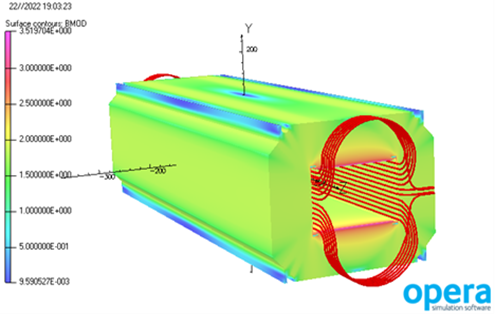 22///2022 19:03:23
Surface contours: BMOD
3.519704E+000
3.000000E+000
2.500000E+000
2.000000E+000
1.500000E+000
1.000000E+000
5.000000E-001
9.590527E-003
Y
200
-300
-200
Z
opera
simulation software